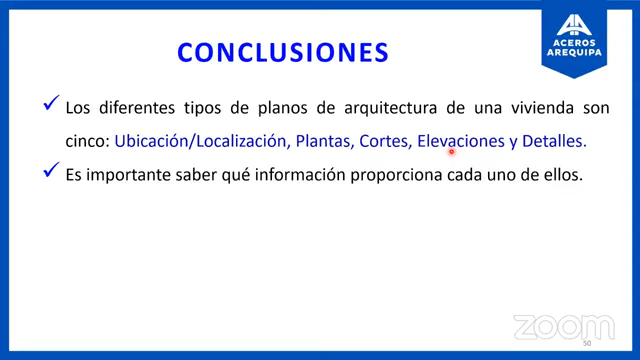 CONCLUSIONES
ACEROS
AREQUIPA
✓ Los diferentes tipos de planos de arquitectura de una vivienda son
cinco: Ubicación/Localización, Plantas, Cortes, Elevaciones y Detalles.
✓ Es importante saber qué información proporciona cada uno de ellos.
zoom
50